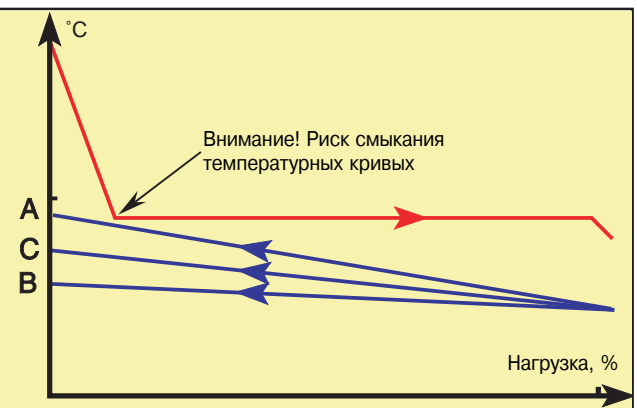 °C
Внимание! Риск смыкания
температурных кривых
A
C
B
Нагрузка, %